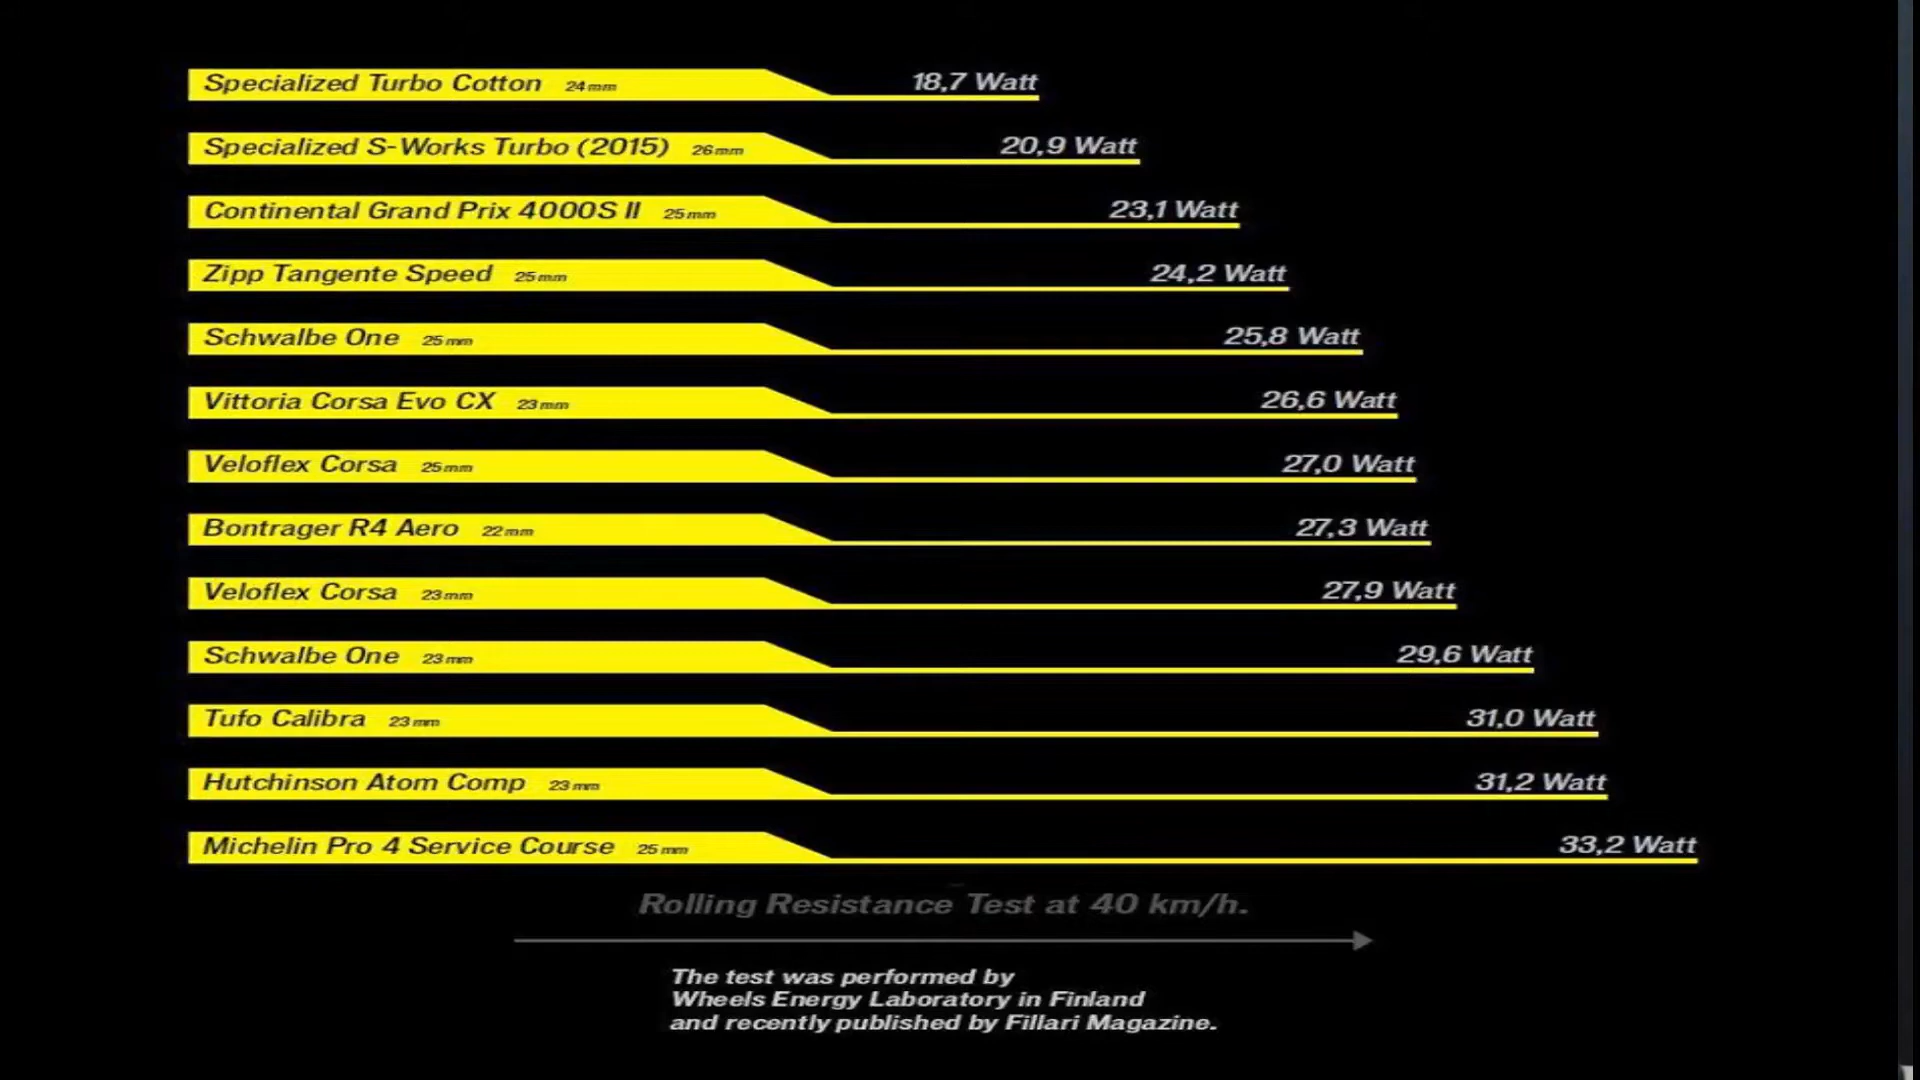 Specialized Turbo Cotton 24mm 18,7 Watt
Specialized S-Works Turbo (2015) 26mm 20,9 Watt
Continental Grand Prix 4000S II 25mm 23,1 Watt
Zipp Tangente Speed 25mm 24,2 Watt
Schwalbe One 25mm 25,8 Watt
Vittoria Corsa Evo CX 23mm 26,6 Watt
Veloflex Corsa 25mm 27,0 Watt
Bontrager R4 Aero 22mm 27,3 Watt
Veloflex Corsa 23mm 27,9 Watt
Schwalbe One 23mm 29,6 Watt
Tufo Calibra 23mm 31,0 Watt
Hutchinson Atom Comp 23mm 31,2 Watt
Michelin Pro 4 Service Course 25mm 33,2 Watt
Rolling Resistance Test at 40 km/h.
The test was performed by
Wheels Energy Laboratory in Finland
and recently published by Fillari Magazine.